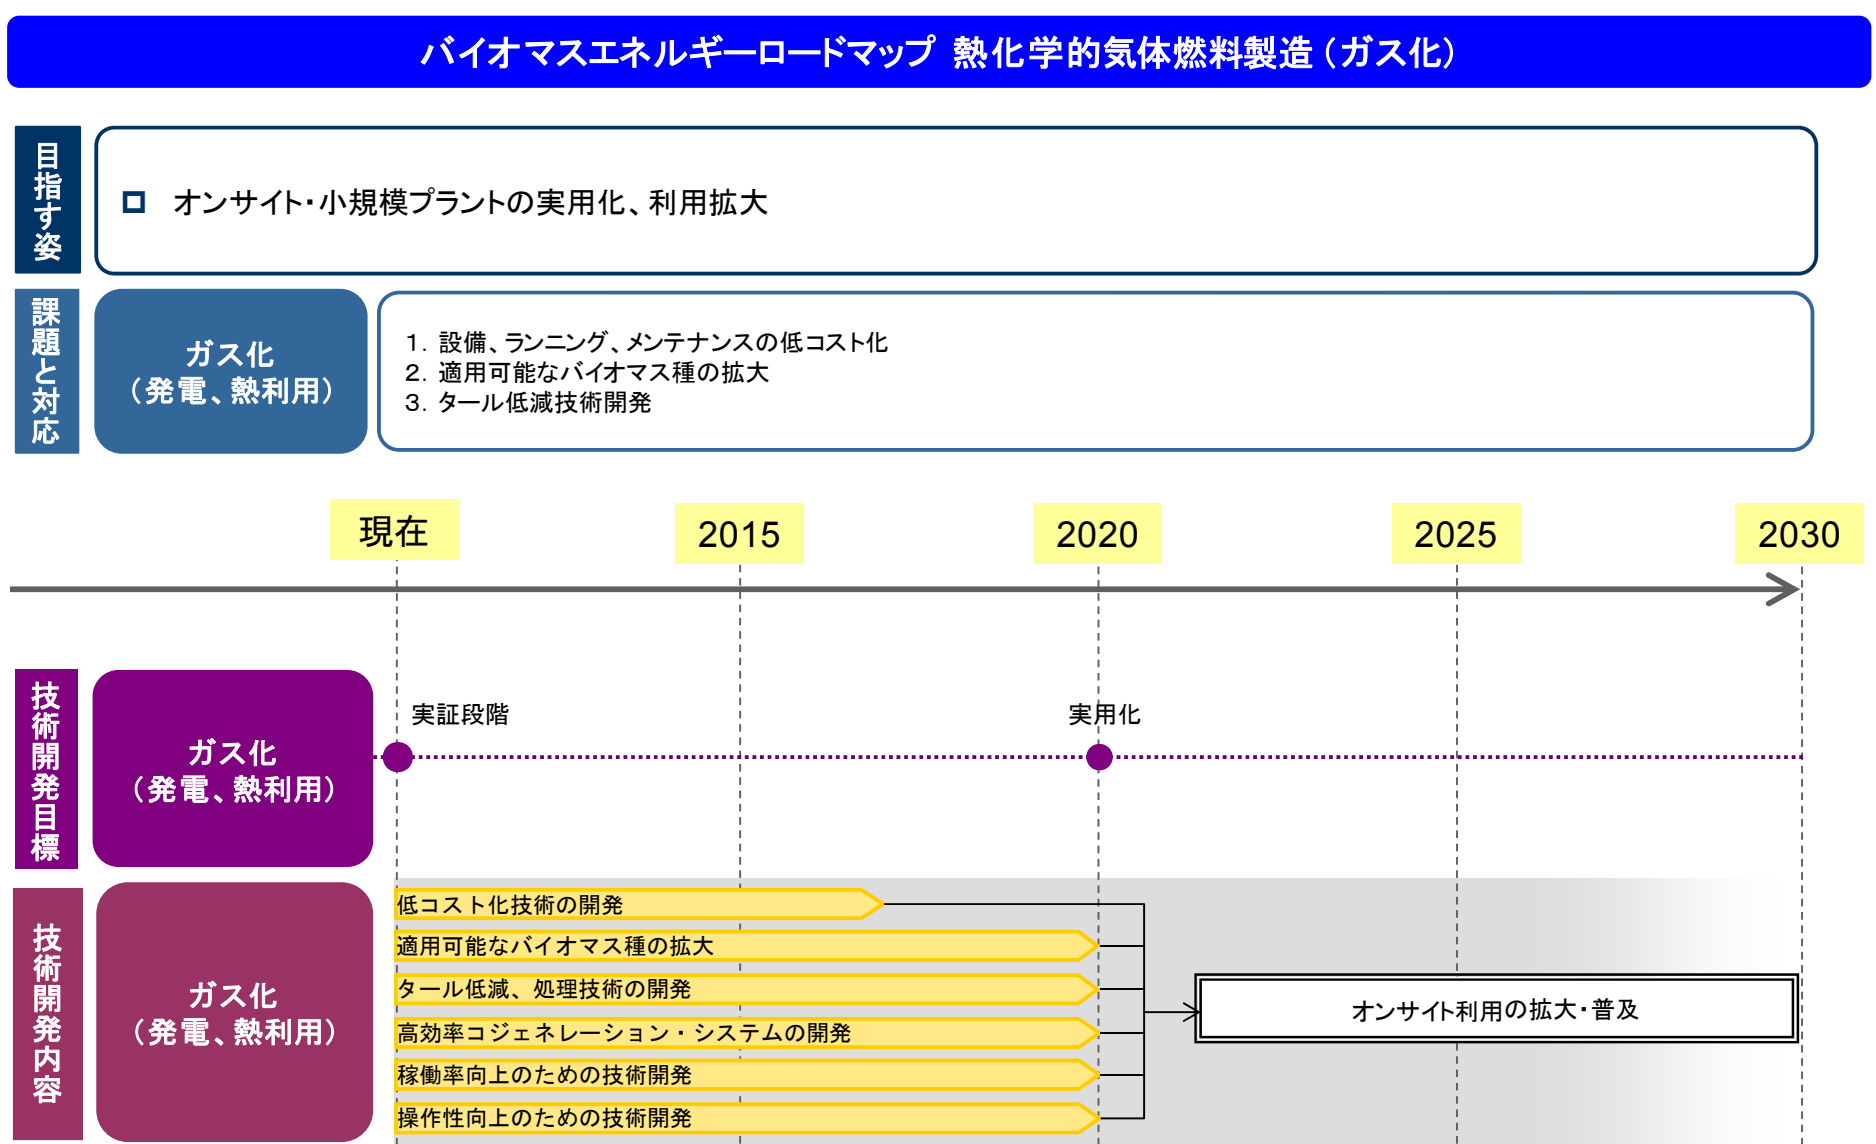 バイオマスエネルギーロードマップ 熱化学的気体燃料製造（ガス化）
目指す姿
オンサイト・小規模プラントの実用化、利用拡大
課題と対応
ガス化
（発電、熱利用）
1. 設備、ランニング、メンテナンスの低コスト化
2. 適用可能なバイオマス種の拡大
3. タール低減技術開発
現在
2015
2020
2025
2030
技術開発目標
ガス化
（発電、熱利用）
実証段階
実用化
技術開発内容
ガス化
（発電、熱利用）
低コスト化技術の開発
適用可能なバイオマス種の拡大
タール低減、処理技術の開発
高効率コジェネレーション・システムの開発
稼働率向上のための技術開発
操作性向上のための技術開発
オンサイト利用の拡大・普及